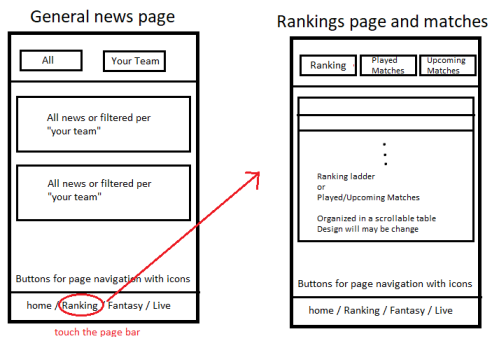 General news page
All
Your Team
All news or filtered per
"your team"
All news or filtered per
"your team"
Buttons for page navigation with icons
home / Ranking / Fantasy / Live
touch the page bar
Rankings page and matches
Ranking
Played
Matches
Upcoming
Matches
Ranking ladder
or
Played/Upcoming Matches
Organized in a scrollable table
Design will may be change
Buttons for page navigation with icons
home / Ranking / Fantasy / Live